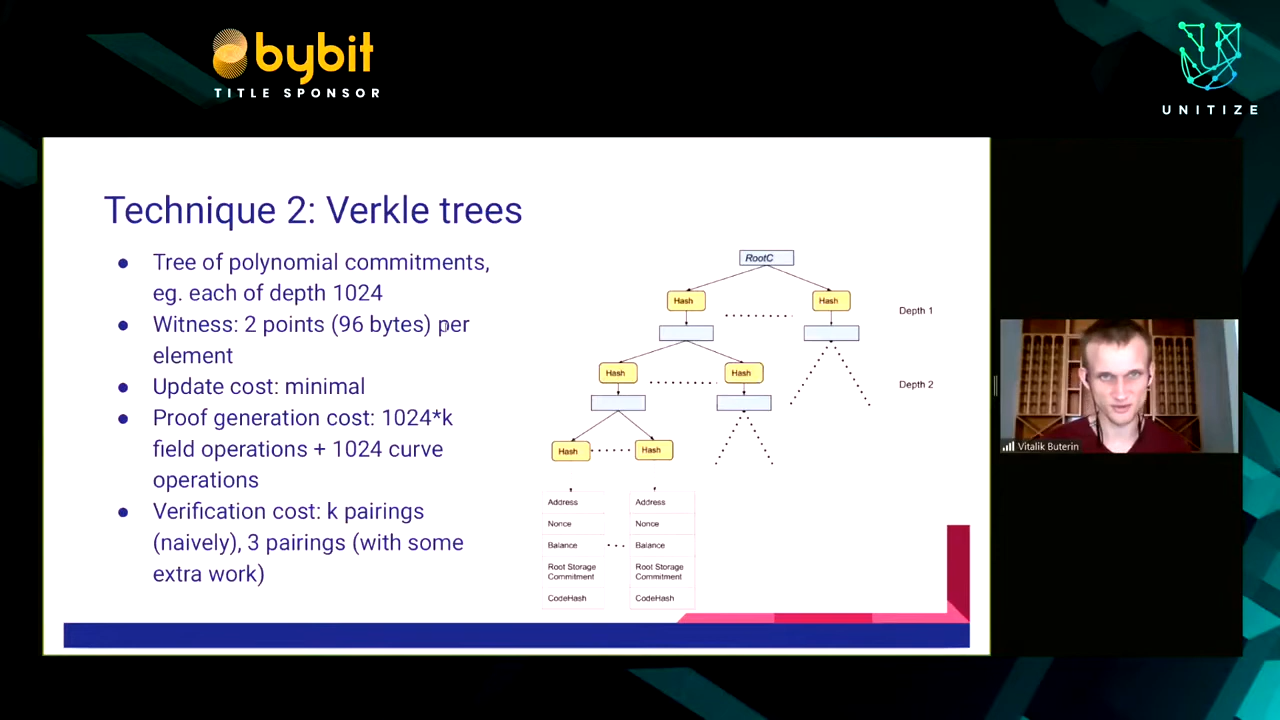 bybit
TITLE SPONSOR
UNITIZE
Technique 2: Verkle trees
● Tree of polynomial commitments,
eg. each of depth 1024
● Witness: 2 points (96 bytes) per
element
● Update cost: minimal
● Proof generation cost: 1024*k
field operations + 1024 curve
operations
● Verification cost: k pairings
(naively), 3 pairings (with some
extra work)
RootC
Hash
Hash
Depth 1
Hash
Hash
Depth 2
Hash
Hash
Address
Address
Nonce
Nonce
Balance
Balance
Root Storage
Commitment
Root Storage
Commitment
CodeHash
CodeHash
Vitalik Buterin